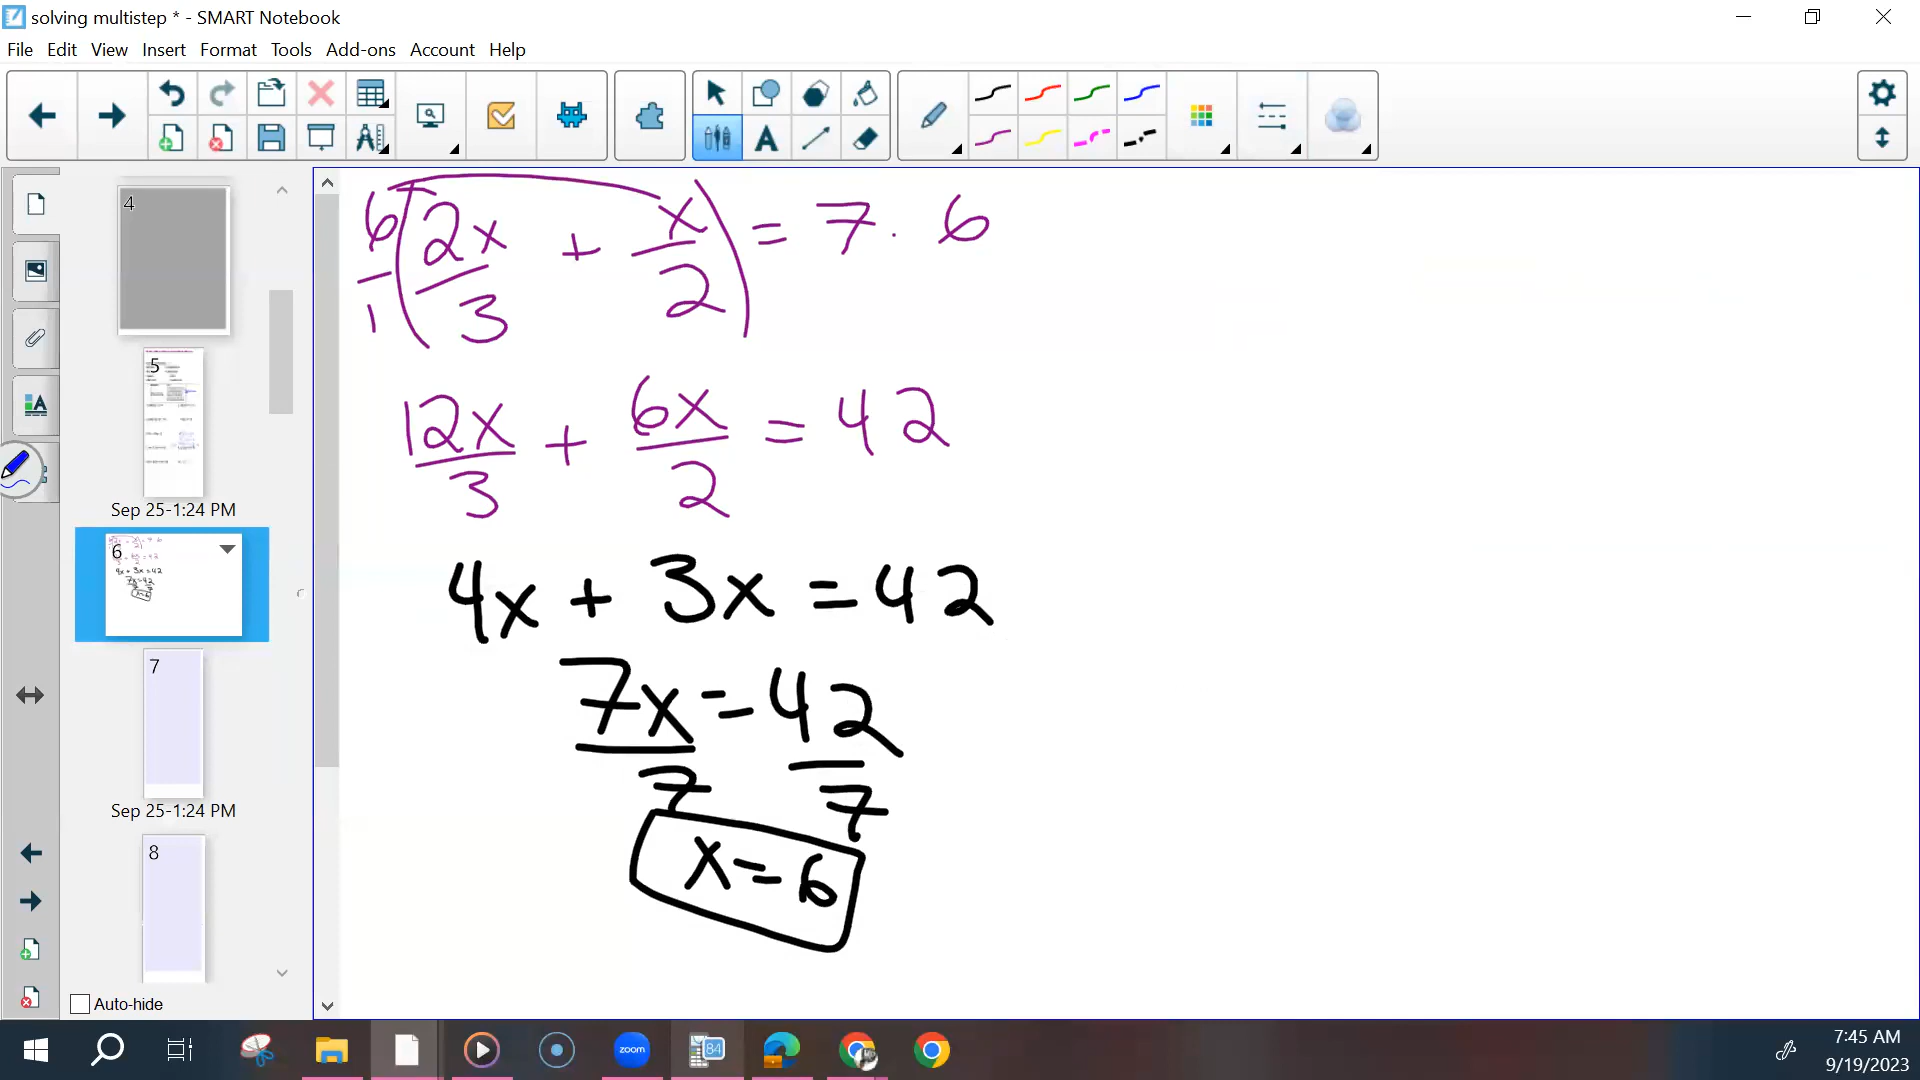 solving multistep * - SMART Notebook
File Edit View Insert Format Tools Add-ons Account Help
4
5
Sep 25-1:24 PM
6
7
Sep 25-1:24 PM
8
Auto-hide
6/1 (2x/3 + x/2) = 7 · 6
12x/3 + 6x/2 = 42
4x + 3x = 42
7x/7 = 42/7
x = 6
zoom
84
7:45 AM
9/19/2023